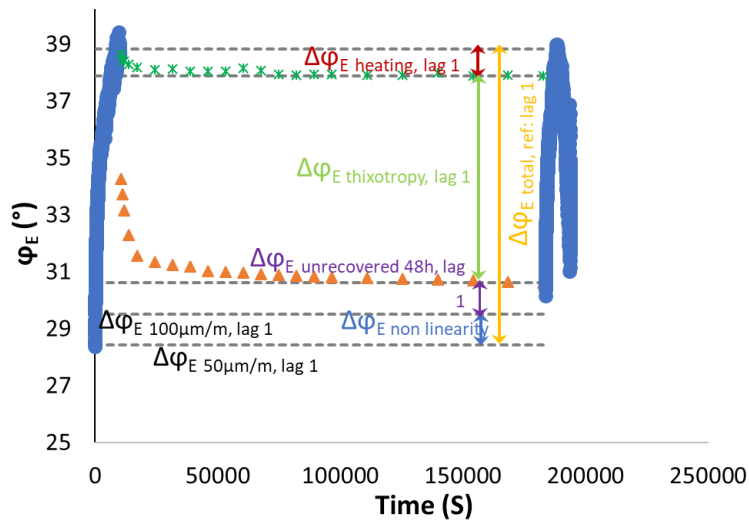 39
37
35
33
31
29
27
25
φE (°)
0
50000
100000
150000
200000
250000
Time (S)
ΔφE heating, lag 1
ΔφE thixotropy, lag 1
ΔφE total, ref: lag 1
ΔφE unrecovered 48h, lag
1
ΔφE 100μm/m, lag 1
ΔφE non linearity
ΔφE 50μm/m, lag 1